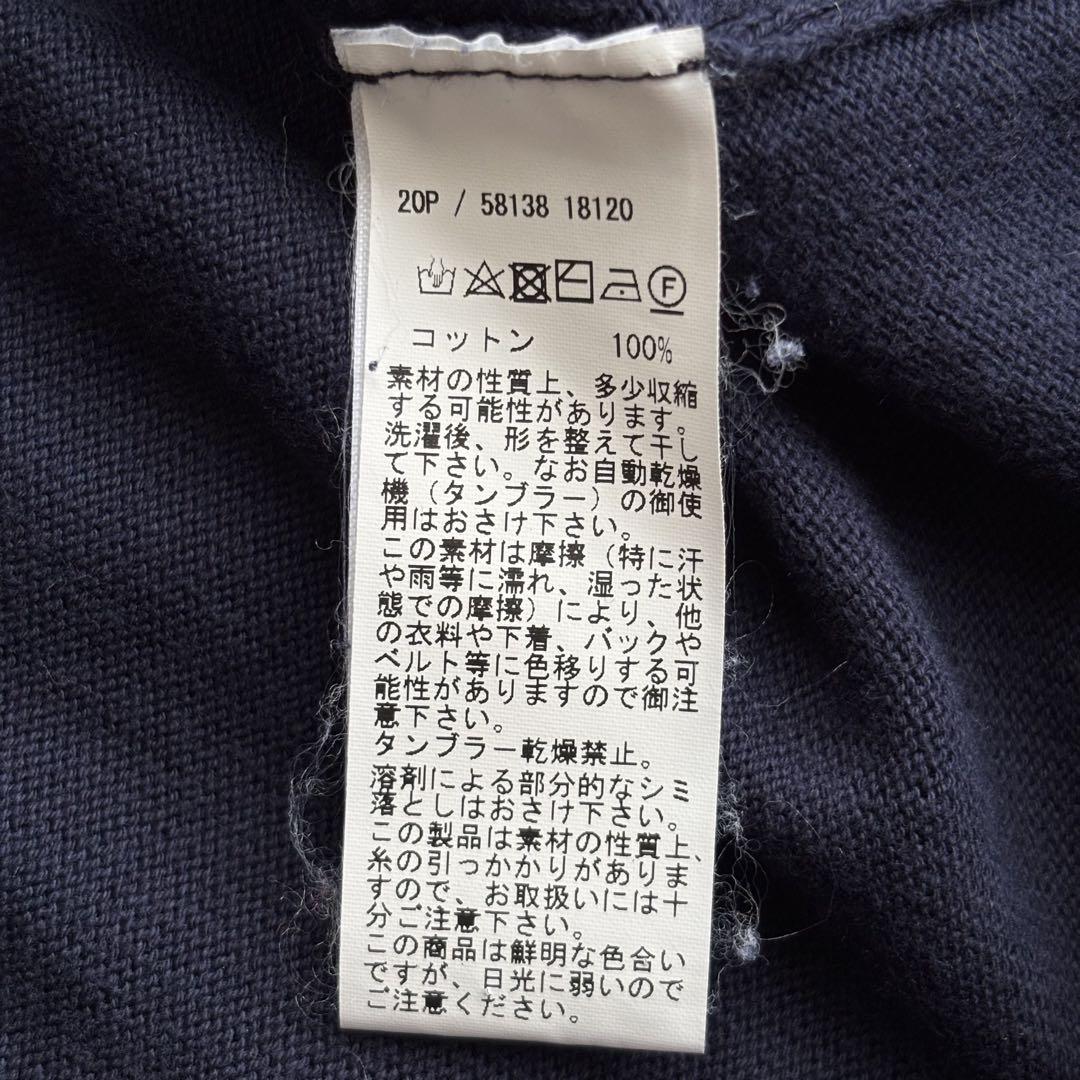 20P / 58138 18120
F
コットン 100%
素材の性質上、多少収縮
する可能性があります。
洗濯後、形を整えて干し
て下さい。なお自動乾燥
機（タンブラー）の御使
用はおさけ下さい。
この素材は摩擦（特に汗
や雨等に濡れ、湿った状
態での摩擦）により、他
の衣料や下着、バックや
ベルト等に色移りする可
能性がありますので御注
意下さい。
タンブラー乾燥禁止。
溶剤による部分的なシミ
落としはおさけ下さい。
この製品は素材の性質上、
糸の引っかかりがありま
すので、お取扱いには十
分ご注意下さい。
この商品は鮮明な色合い
ですが、日光に弱いので
ご注意ください。